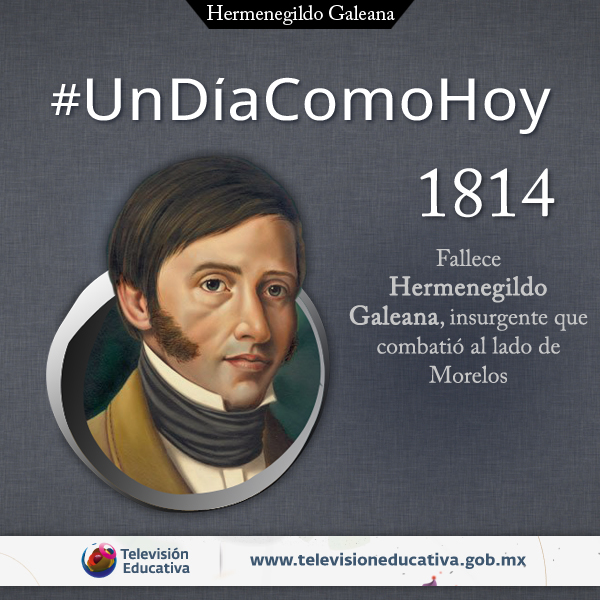 Hermenegildo Galeana
#UnDíaComoHoy
1814
Fallece
Hermenegildo
Galeana, insurgente que
combatió al lado de
Morelos
Televisión
Educativa
www.televisioneducativa.gob.mx